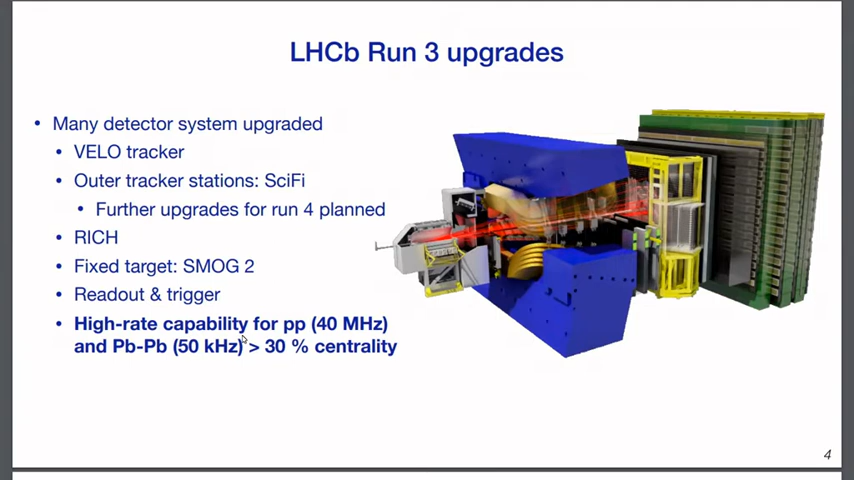 LHCb Run 3 upgrades
• Many detector system upgraded
• VELO tracker
• Outer tracker stations: SciFi
• Further upgrades for run 4 planned
• RICH
• Fixed target: SMOG 2
• Readout & trigger
• High-rate capability for pp (40 MHz)
and Pb-Pb (50 kHz) > 30 % centrality
4